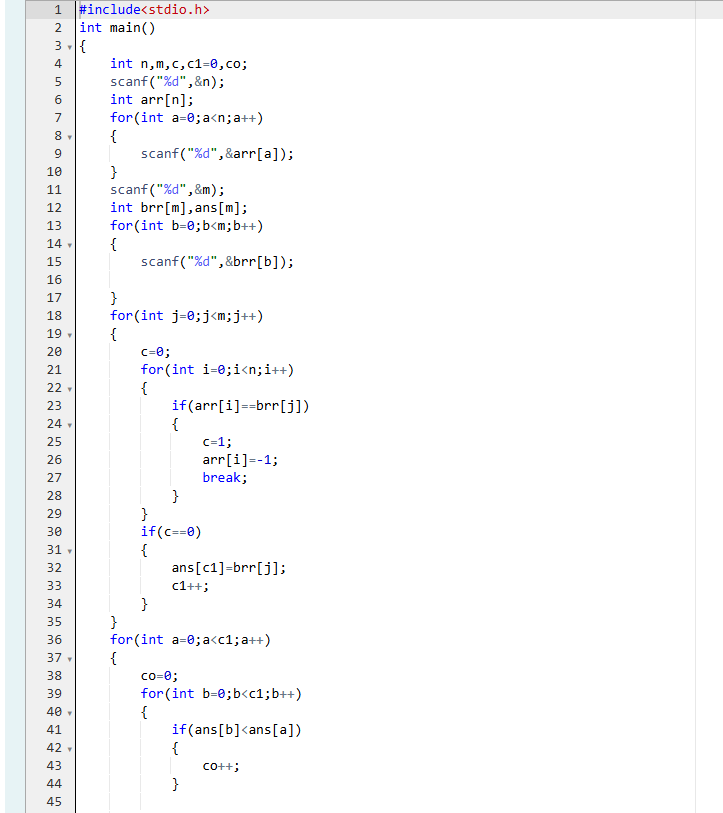 1 #include<stdio.h>
2 int main()
3 {
4     int n,m,c,c1=0,co;
5     scanf("%d",&n);
6     int arr[n];
7     for(int a=0;a<n;a++)
8     {
9         scanf("%d",&arr[a]);
10     }
11     scanf("%d",&m);
12     int brr[m],ans[m];
13     for(int b=0;b<m;b++)
14     {
15         scanf("%d",&brr[b]);
16
17     }
18     for(int j=0;j<m;j++)
19     {
20         c=0;
21         for(int i=0;i<n;i++)
22         {
23             if(arr[i]==brr[j])
24             {
25                 c=1;
26                 arr[i]=-1;
27                 break;
28             }
29         }
30         if(c==0)
31         {
32             ans[c1]=brr[j];
33             c1++;
34         }
35     }
36     for(int a=0;a<c1;a++)
37     {
38         co=0;
39         for(int b=0;b<c1;b++)
40         {
41             if(ans[b]<ans[a])
42             {
43                 co++;
44             }
45